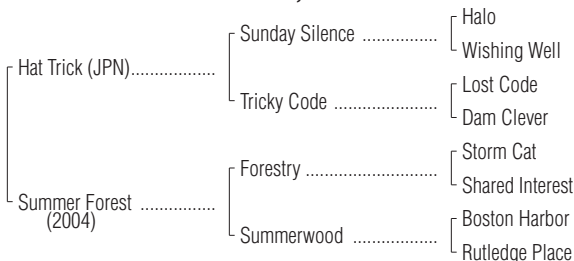 Halo
Sunday Silence ................
Wishing Well
Hat Trick (JPN)..................
Lost Code
Tricky Code ......................
Dam Clever
Storm Cat
Forestry ............................
Shared Interest
Summer Forest ................
(2004)
Boston Harbor
Summerwood ..................
Rutledge Place